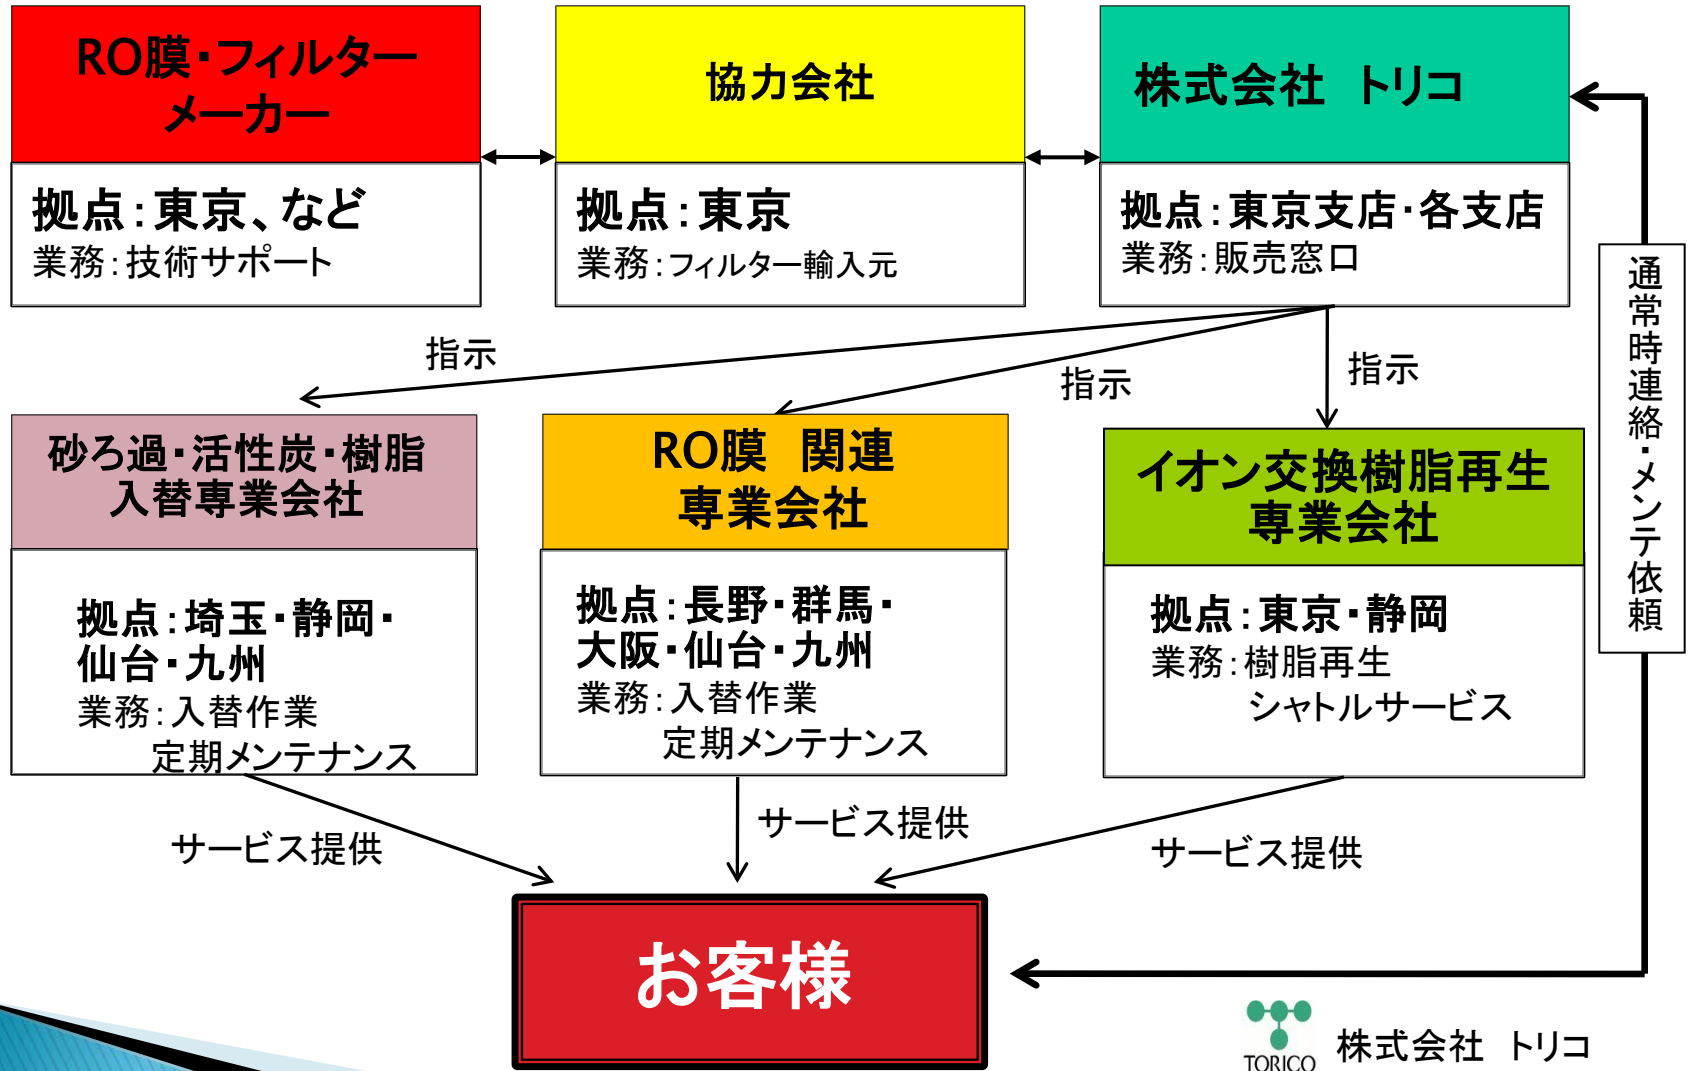 RO膜・フィルター
メーカー
拠点：東京、など
業務：技術サポート
協力会社
拠点：東京
業務：フィルター輸入元
株式会社　トリコ
拠点：東京支店・各支店
業務：販売窓口
通常時連絡・メンテ依頼
指示
指示
指示
砂ろ過・活性炭・樹脂
入替専業会社
拠点：埼玉・静岡・
仙台・九州
業務：入替作業
定期メンテナンス
RO膜　関連
専業会社
拠点：長野・群馬・
大阪・仙台・九州
業務：入替作業
定期メンテナンス
イオン交換樹脂再生
専業会社
拠点：東京・静岡
業務：樹脂再生
シャトルサービス
サービス提供
サービス提供
サービス提供
お客様
TORICO
株式会社　トリコ